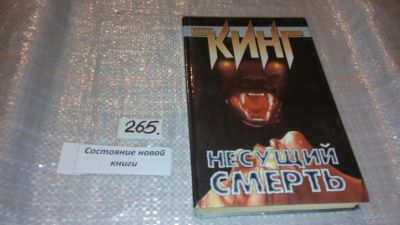 КИНГ
265.
Состояние новой
книги
НЕСУЩИЙ
СМЕРТЬ